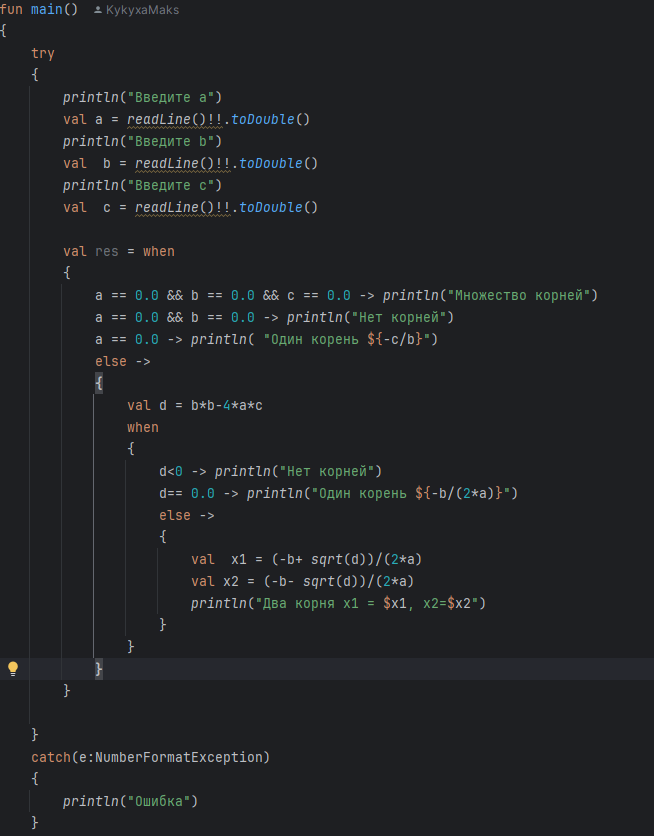 fun main() KykyxaMaks
{
try
{
println("Введите a")
val a = readLine()!!.toDouble()
println("Введите b")
val  b = readLine()!!.toDouble()
println("Введите c")
val  c = readLine()!!.toDouble()
val res = when
{
a == 0.0 && b == 0.0 && c == 0.0 -> println("Множество корней")
a == 0.0 && b == 0.0 -> println("Нет корней")
a == 0.0 -> println( "Один корень ${-c/b}")
else ->
{
val d = b*b-4*a*c
when
{
d<0 -> println("Нет корней")
d== 0.0 -> println("Один корень ${-b/(2*a)}")
else ->
{
val  x1 = (-b+ sqrt(d))/(2*a)
val x2 = (-b- sqrt(d))/(2*a)
println("Два корня x1 = $x1, x2=$x2")
}
}
}
}
}
catch(e:NumberFormatException)
{
println("Ошибка")
}